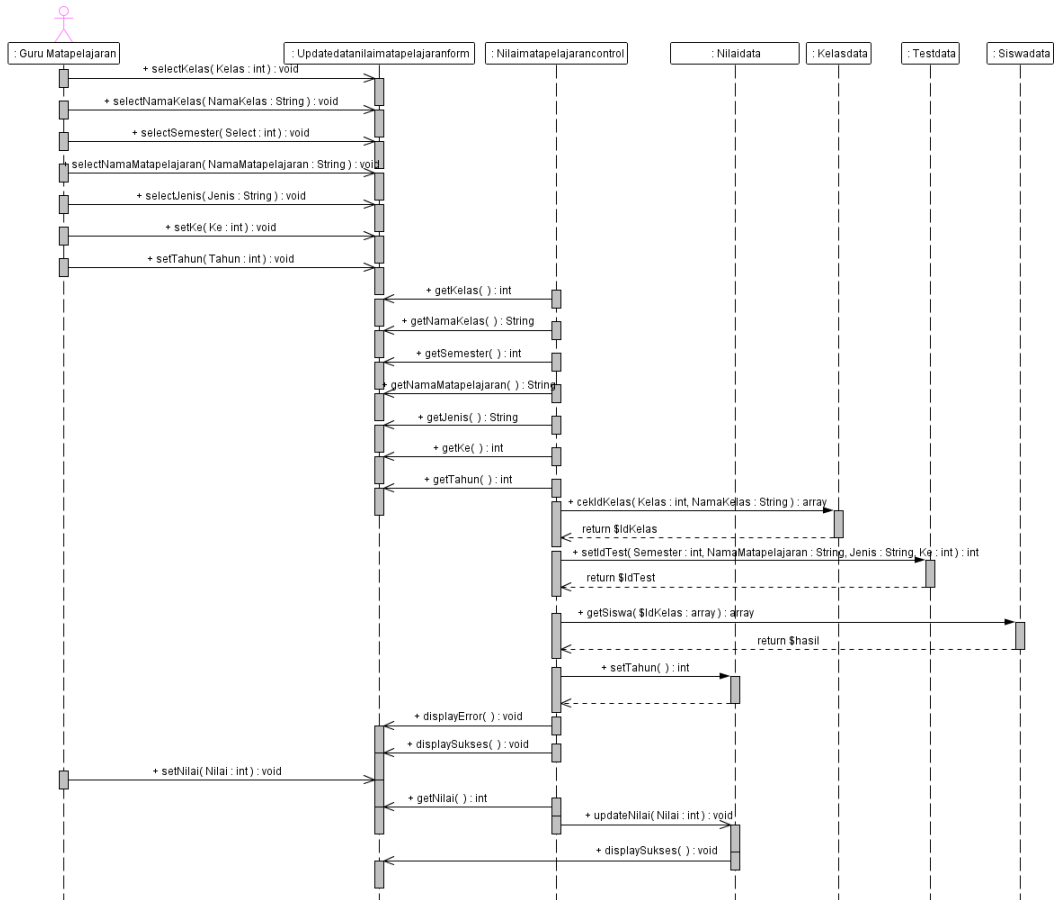 : Guru Matapelajaran
: Updatedatanilaimatapelajaranform
: Nilaimatapelajarancontrol
: Nilaidata
: Kelasdata
: Testdata
: Siswadata
+ selectKelas( Kelas : int ) : void
+ selectNamaKelas( NamaKelas : String ) : void
+ selectSemester( Select : int ) : void
+ selectNamaMatapelajaran( NamaMatapelajaran : String ) : void
+ selectJenis( Jenis : String ) : void
+ setKe( Ke : int ) : void
+ setTahun( Tahun : int ) : void
+ getKelas( ) : int
+ getNamaKelas( ) : String
+ getSemester( ) : int
+ getNamaMatapelajaran( ) : String
+ getJenis( ) : String
+ getKe( ) : int
+ getTahun( ) : int
+ cekIdKelas( Kelas : int, NamaKelas : String ) : array
return $IdKelas
+ setIdTest( Semester : int, NamaMatapelajaran : String, Jenis : String, Ke : int ) : int
return $IdTest
+ getSiswa( $IdKelas : array ) : array
return $hasil
+ setTahun( ) : int
+ displayError( ) : void
+ displaySukses( ) : void
+ setNilai( Nilai : int ) : void
+ getNilai( ) : int
+ updateNilai( Nilai : int ) : void
+ displaySukses( ) : void